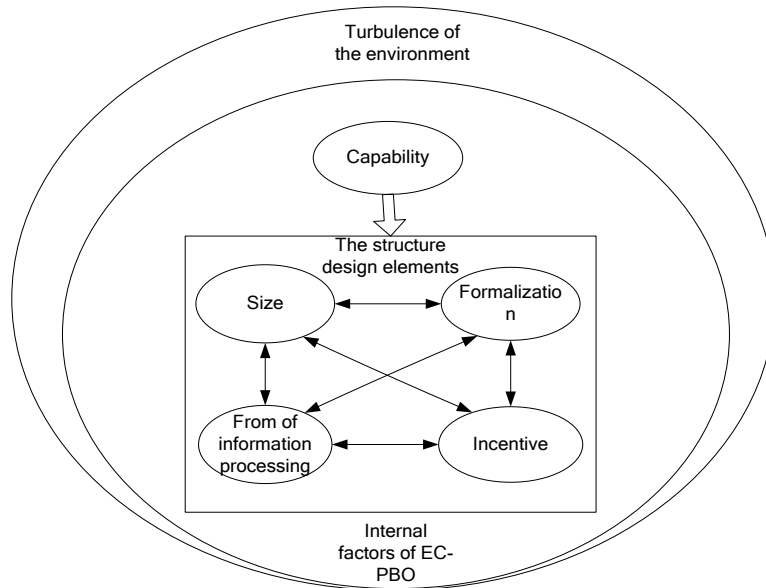 Turbulence of
the environment
Capability
The structure
design elements
Size
Formalizatio
n
From of
information
processing
Incentive
Internal
factors of EC-
PBO